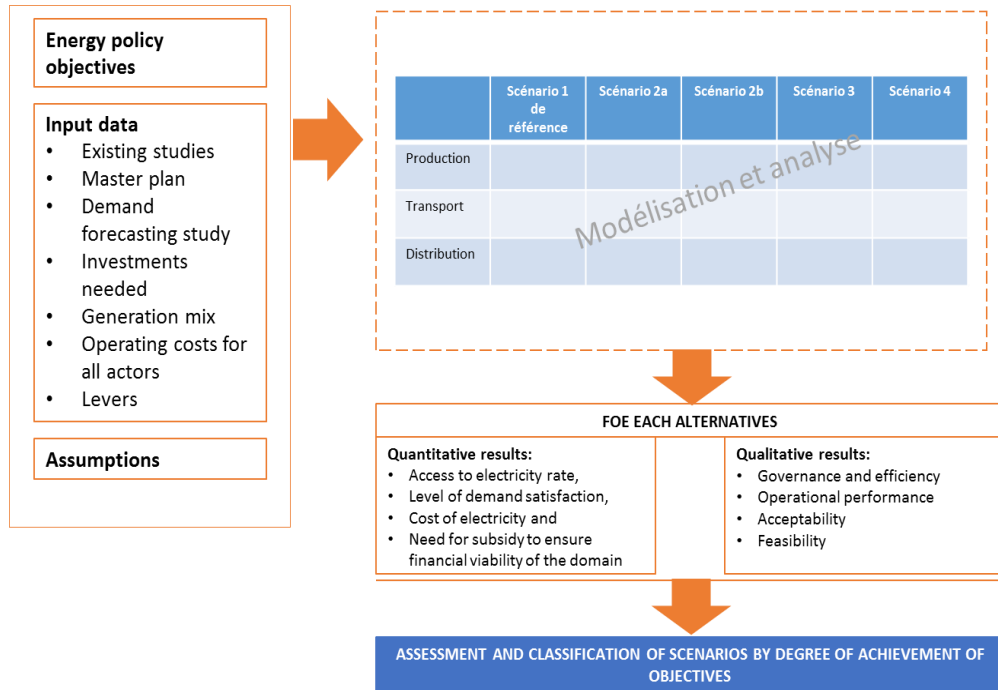 Energy policy
objectives
Input data
• Existing studies
• Master plan
• Demand
forecasting study
• Investments
needed
• Generation mix
• Operating costs for
all actors
• Levers
Assumptions
Scénario 1
de
référence
Scénario 2a
Scénario 2b
Scénario 3
Scénario 4
Production
Transport
Distribution
Modélisation et analyse
FOE EACH ALTERNATIVES
Quantitative results:
• Access to electricity rate,
• Level of demand satisfaction,
• Cost of electricity and
• Need for subsidy to ensure
financial viability of the domain
Qualitative results:
• Governance and efficiency
• Operational performance
• Acceptability
• Feasibility
ASSESSMENT AND CLASSIFICATION OF SCENARIOS BY DEGREE OF ACHIEVEMENT OF
OBJECTIVES